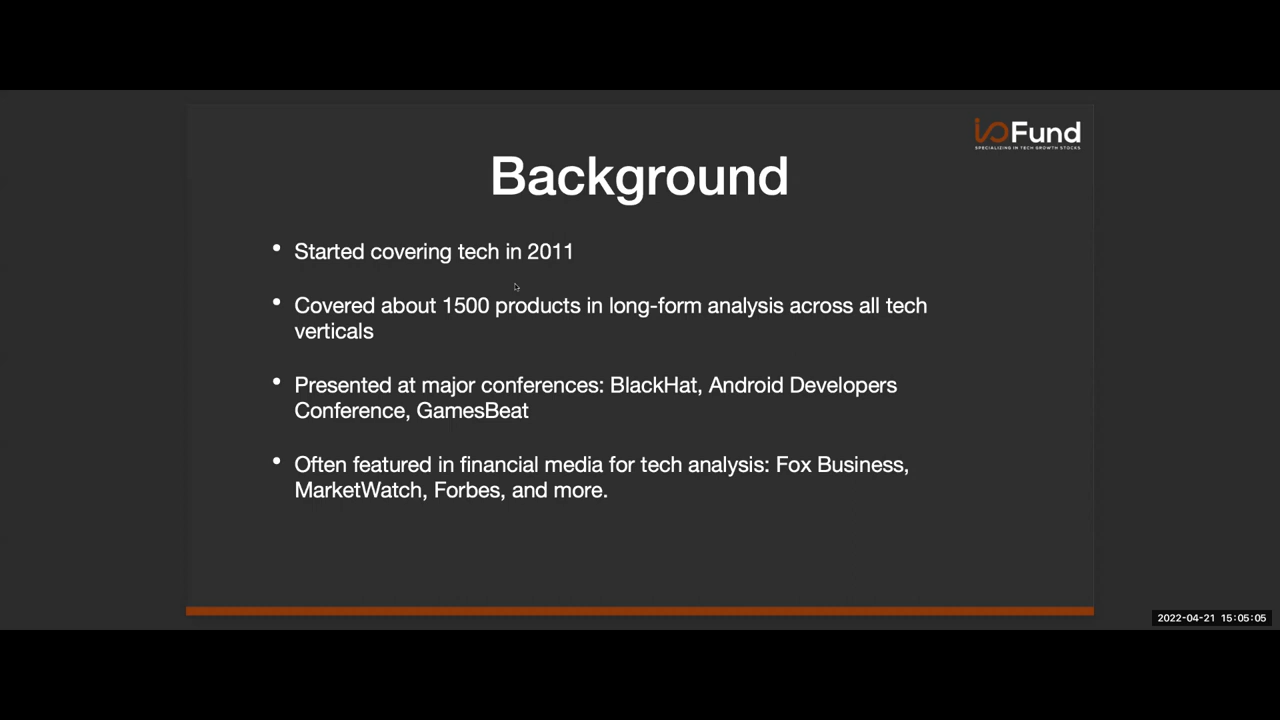 ioFund
SPECIALIZING IN TECH GROWTH STOCKS
Background
• Started covering tech in 2011
• Covered about 1500 products in long-form analysis across all tech
verticals
• Presented at major conferences: BlackHat, Android Developers
Conference, GamesBeat
• Often featured in financial media for tech analysis: Fox Business,
MarketWatch, Forbes, and more.
2022-04-21 15:05:05